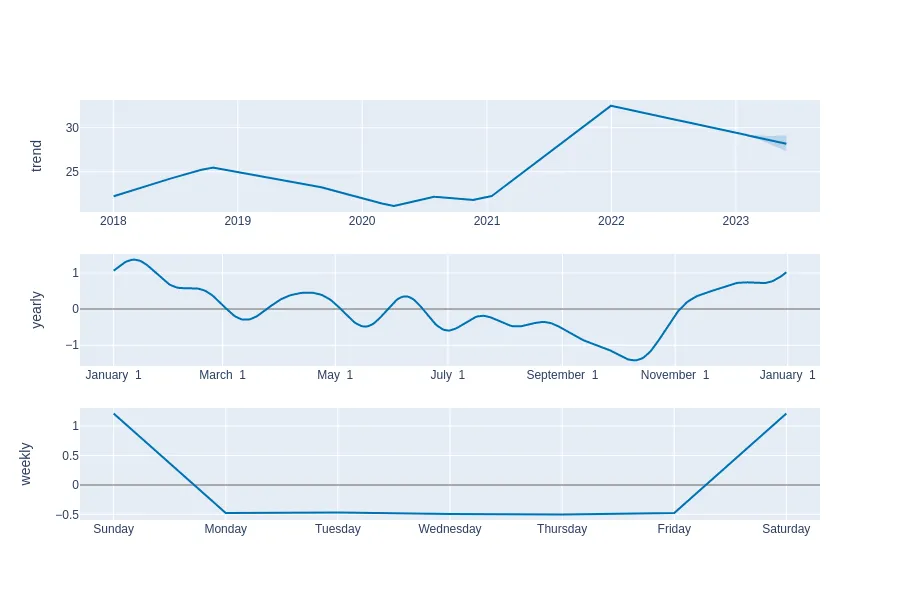 trend
30
25
2018 2019 2020 2021 2022 2023
yearly
1
0
−1
January 1 March 1 May 1 July 1 September 1 November 1 January 1
weekly
1
0.5
0
−0.5
Sunday Monday Tuesday Wednesday Thursday Friday Saturday